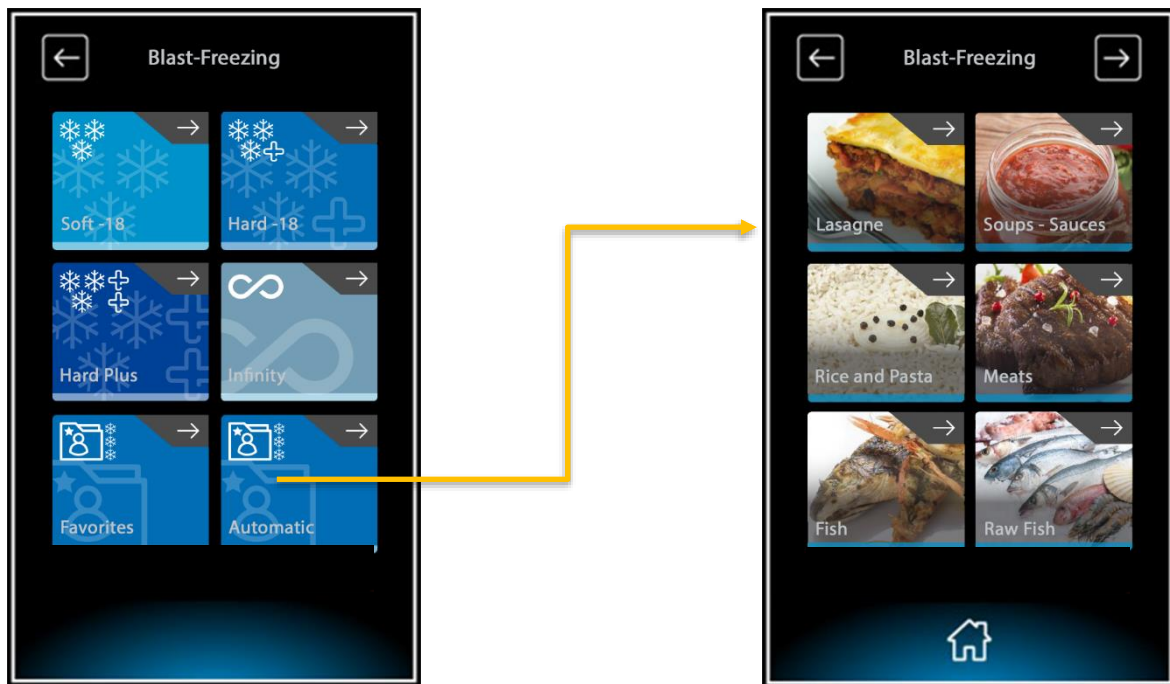 Blast-Freezing
Soft -18
Hard -18
Hard Plus
Infinity
Favorites
Automatic
Blast-Freezing
Lasagne
Soups - Sauces
Rice and Pasta
Meats
Fish
Raw Fish